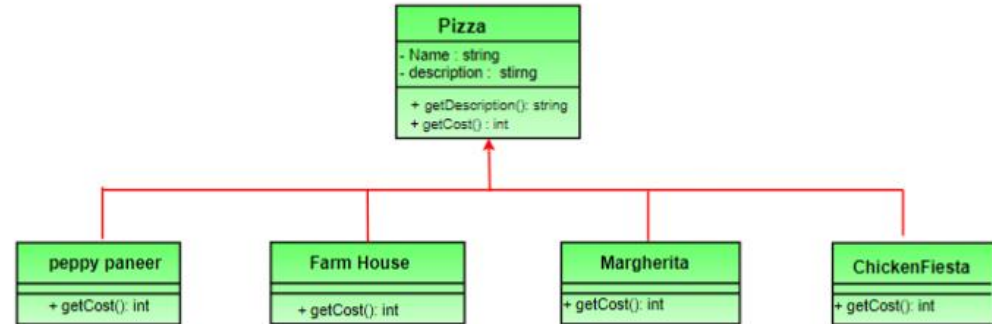 Pizza
- Name : string
- description : stirng
+ getDescription(): string
+ getCost() : int
peppy paneer
+ getCost(): int
Farm House
+ getCost(): int
Margherita
+ getCost(): int
ChickenFiesta
+ getCost(): int